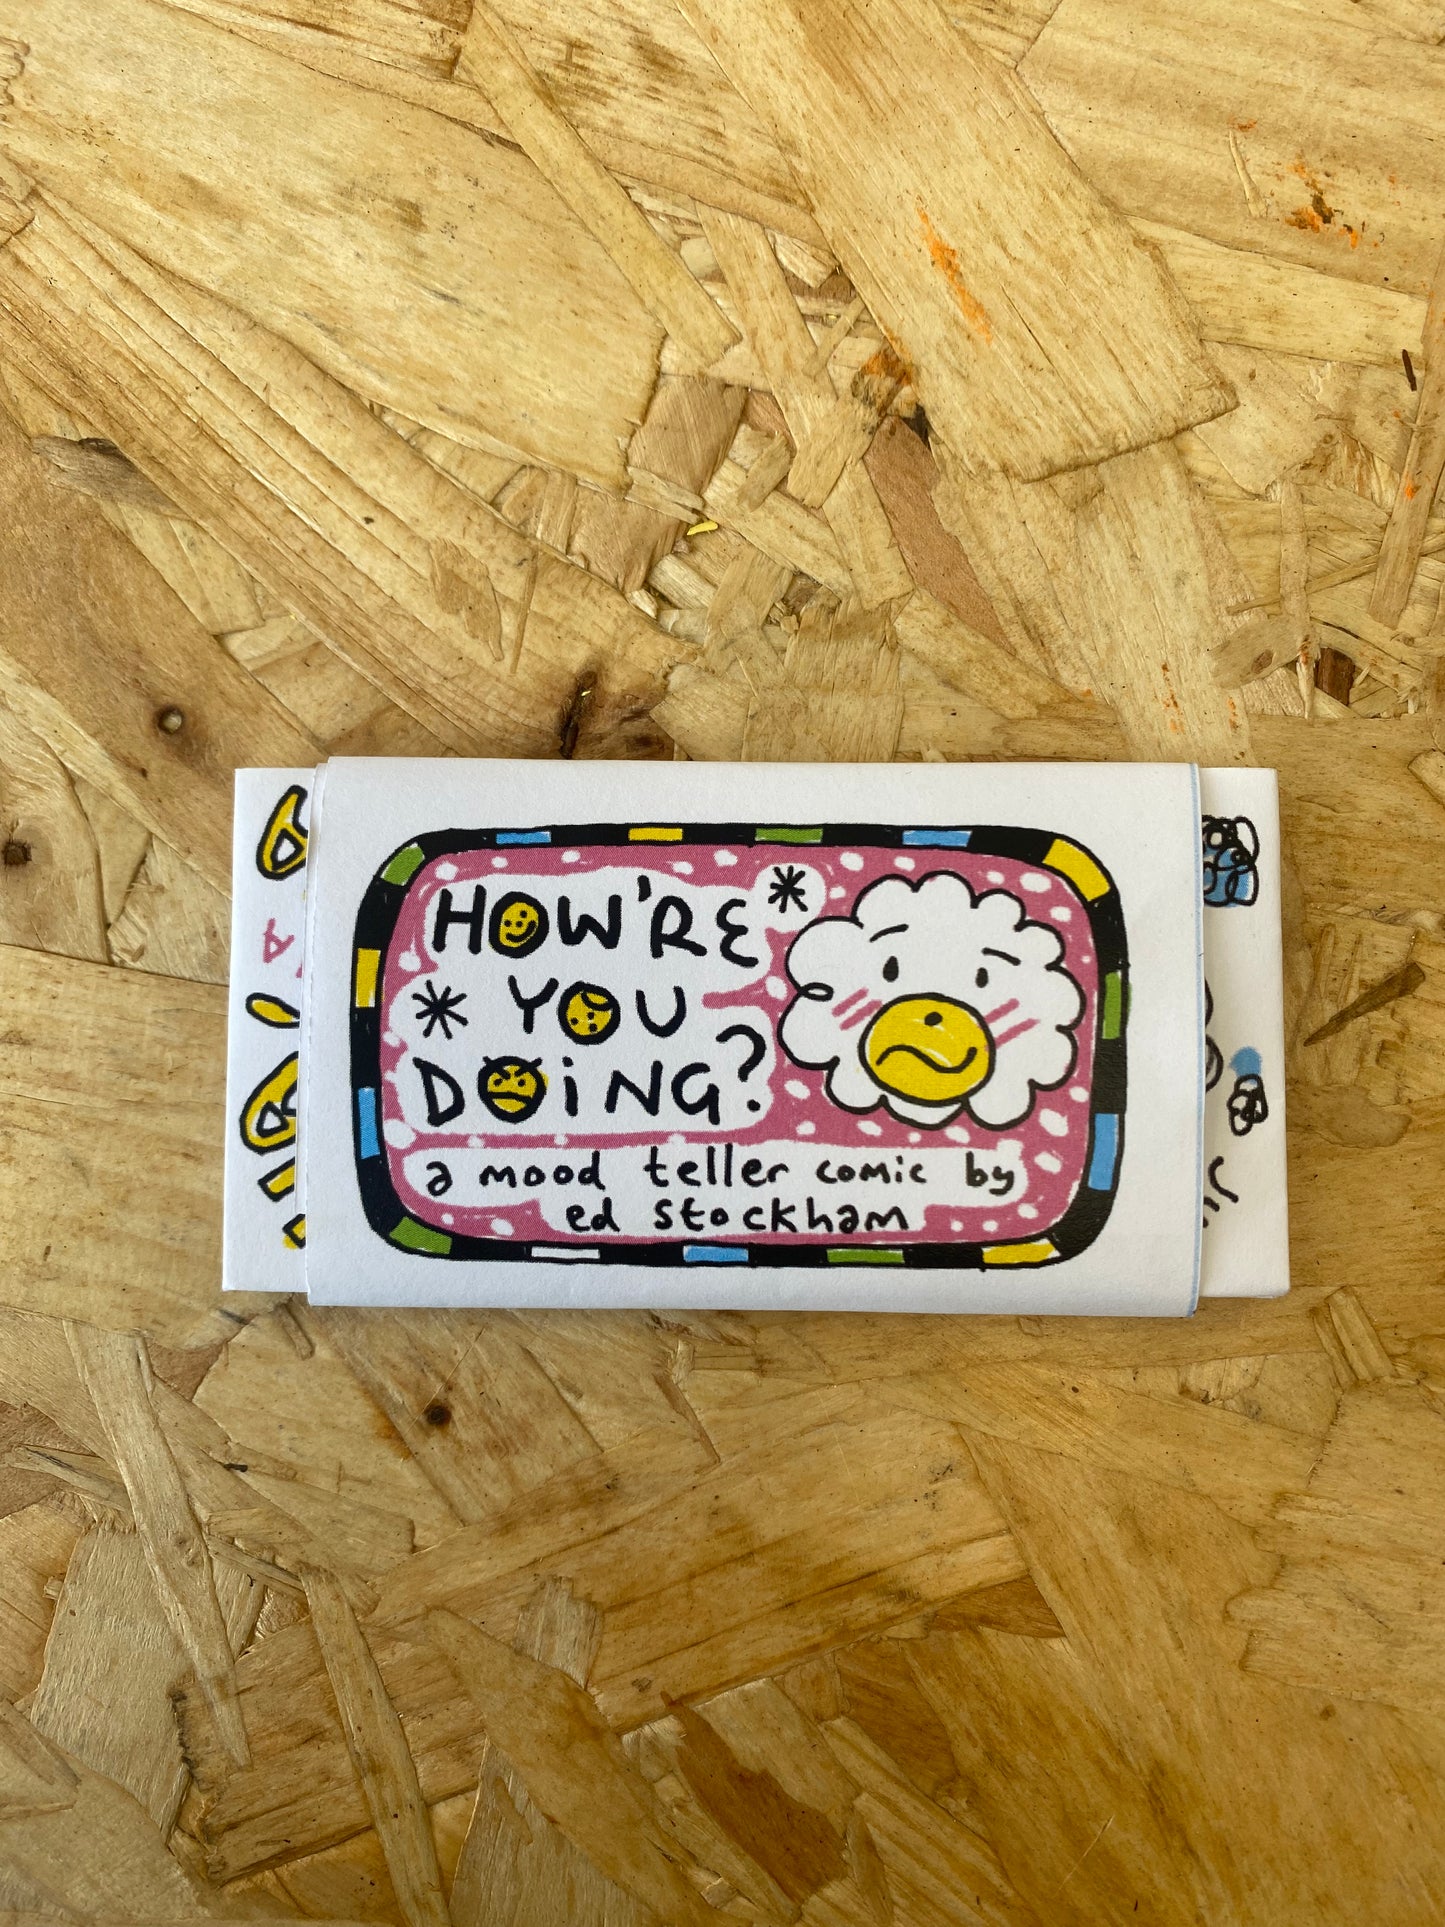 HOW'RE
YOU
DOING?
a mood teller comic by
ed stockham